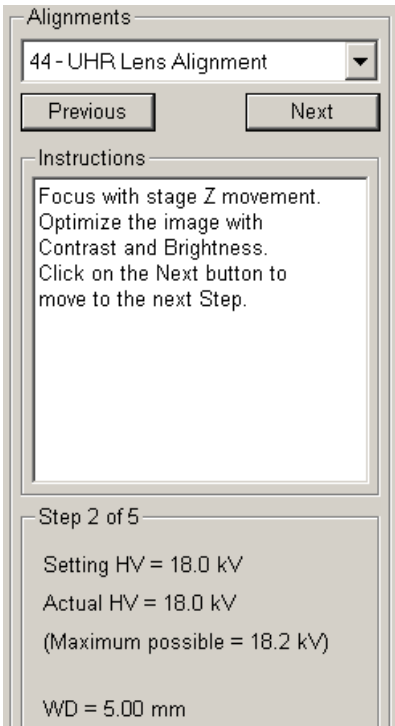 Alignments
44 - UHR Lens Alignment
Previous
Next
Instructions
Focus with stage Z movement.
Optimize the image with
Contrast and Brightness.
Click on the Next button to
move to the next Step.
Step 2 of 5
Setting HV = 18.0 kV
Actual HV = 18.0 kV
(Maximum possible = 18.2 kV)
WD = 5.00 mm